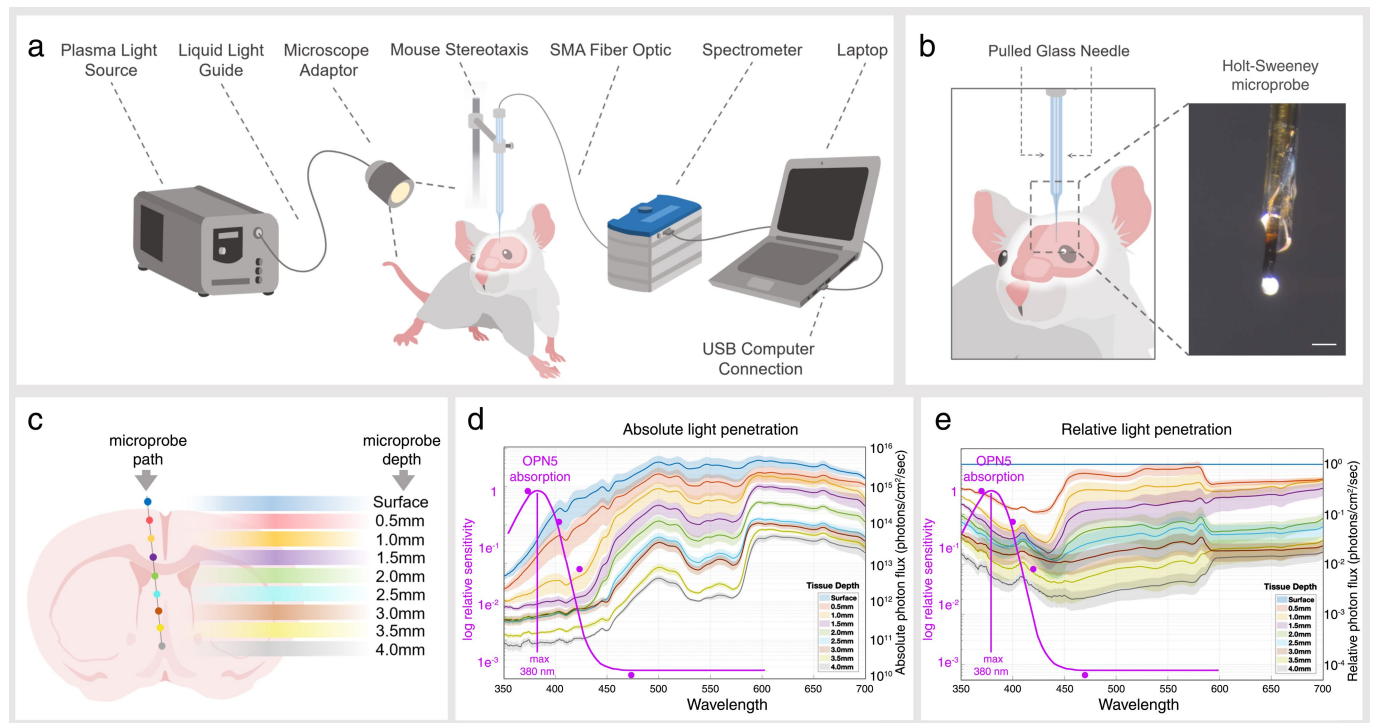 a
Plasma Light
Source
Liquid Light
Guide
Microscope
Adaptor
Mouse Stereotaxis
SMA Fiber Optic
Spectrometer
Laptop
USB Computer
Connection
b
Pulled Glass Needle
Holt-Sweeney
microprobe
c
microprobe
path
microprobe
depth
Surface
0.5mm
1.0mm
1.5mm
2.0mm
2.5mm
3.0mm
3.5mm
4.0mm
d
Absolute light penetration
OPN5
absorption
log relative sensitivity
1
1e⁻¹
1e⁻²
1e⁻³
max
380 nm
10¹⁶
10¹⁵
10¹⁴
10¹³
10¹²
10¹¹
10¹⁰
Absolute photon flux (photons/cm²/sec)
Tissue Depth
Surface
0.5mm
1.0mm
1.5mm
2.0mm
2.5mm
3.0mm
3.5mm
4.0mm
350 400 450 500 550 600 650 700
Wavelength
e
Relative light penetration
OPN5
absorption
log relative sensitivity
1
1e⁻¹
1e⁻²
1e⁻³
max
380 nm
10⁰
10⁻¹
10⁻²
10⁻³
10⁻⁴
Relative photon flux (photons/cm²/sec)
Tissue Depth
Surface
0.5mm
1.0mm
1.5mm
2.0mm
2.5mm
3.0mm
3.5mm
4.0mm
350 400 450 500 550 600 650 700
Wavelength